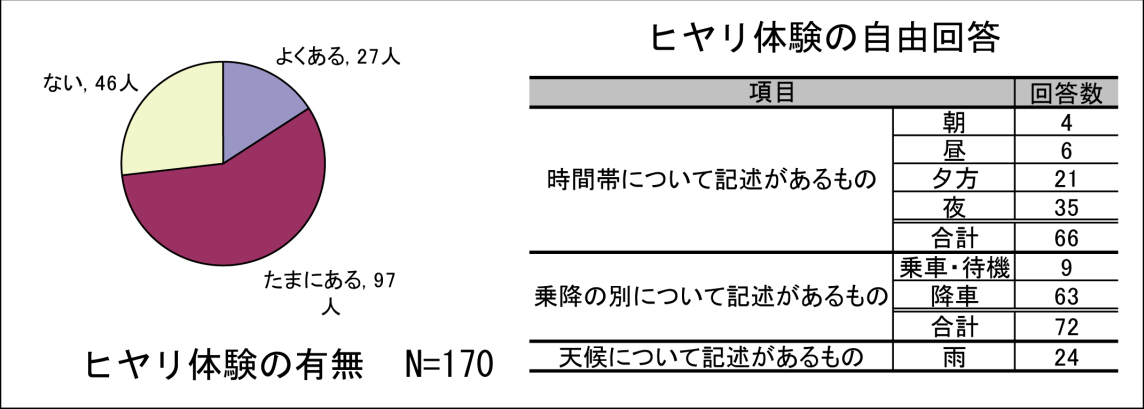 よくある, 27人
ない, 46人
たまにある, 97
人
ヒヤリ体験の有無 N=170
ヒヤリ体験の自由回答
項目 回答数
時間帯について記述があるもの
朝 4
昼 6
夕方 21
夜 35
合計 66
乗降の別について記述があるもの
乗車・待機 9
降車 63
合計 72
天候について記述があるもの 雨 24